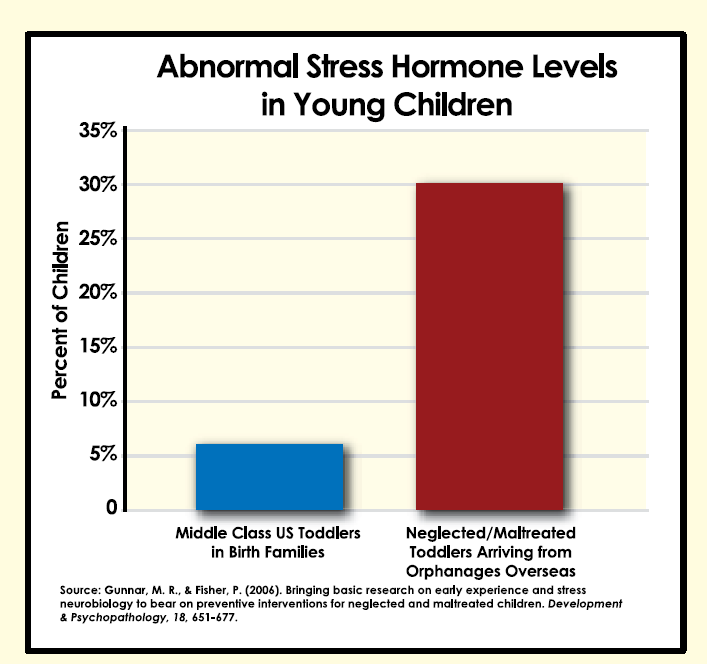 Abnormal Stress Hormone Levels
in Young Children
35%
30%
25%
20%
15%
10%
5%
0
Percent of Children
Middle Class US Toddlers
in Birth Families
Neglected/Maltreated
Toddlers Arriving from
Orphanages Overseas
Source: Gunnar, M. R., & Fisher, P. (2006). Bringing basic research on early experience and stress
neurobiology to bear on preventive interventions for neglected and maltreated children. Development
& Psychopathology, 18, 651-677.